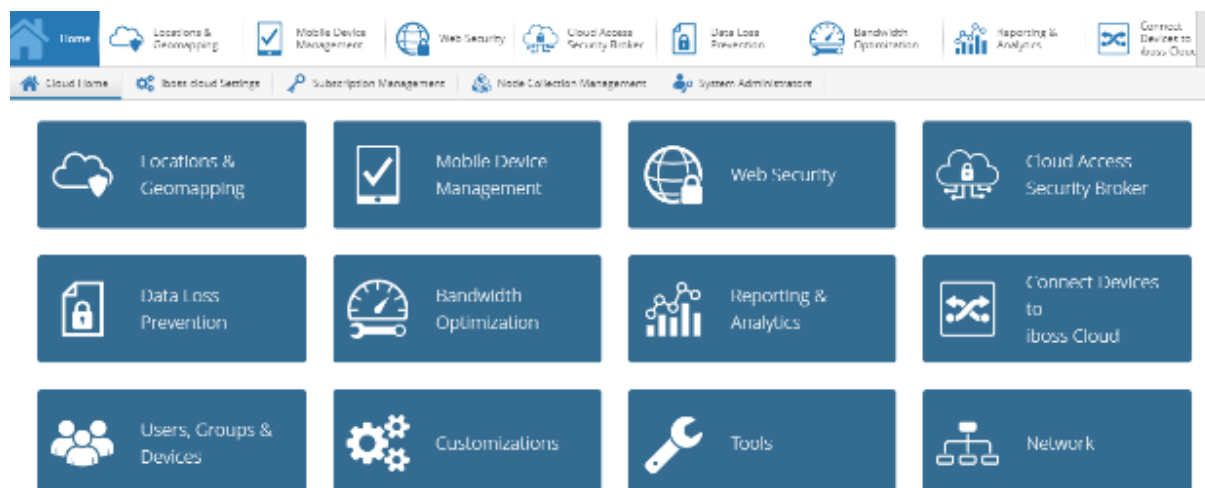 Home
Locations &
Geomapping
Mobile Device
Management
Web Security
Cloud Access
Security Broker
Data Loss
Prevention
Bandwidth
Optimization
Reporting &
Analytics
Connect
Devices to
iboss Cloud
Cloud Home
iboss cloud Settings
Subscription Management
Node Collection Management
System Administrators
Locations &
Geomapping
Mobile Device
Management
Web Security
Cloud Access
Security Broker
Data Loss
Prevention
Bandwidth
Optimization
Reporting &
Analytics
Connect Devices
to
iboss Cloud
Users, Groups &
Devices
Customizations
Tools
Network